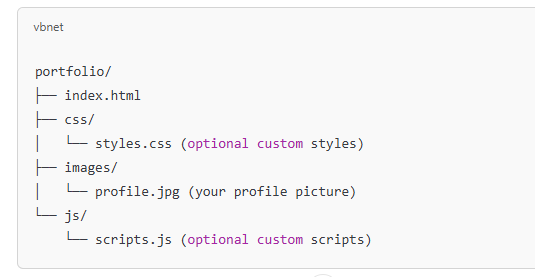 vbnet
portfolio/
├── index.html
├── css/
│   └── styles.css (optional custom styles)
├── images/
│   └── profile.jpg (your profile picture)
└── js/
    └── scripts.js (optional custom scripts)